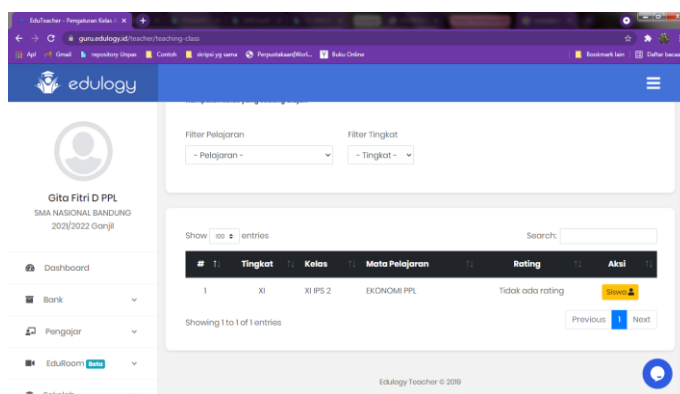 EduTeacher - Pengaturan Kelas /
guru.edulogy.id/teacher/teaching-class
Apl Gmail repository Unpas Contoh skripsi yg sama Perpustakaan(Worl... Buku Online Bookmark lain Daftar bacaan
edulogy
Filter Pelajaran Filter Tingkat
- Pelajaran - - Tingkat -
Gita Fitri D PPL
SMA NASIONAL BANDUNG
2021/2022 Ganjil
Show 100 entries Search:
# Tingkat Kelas Mata Pelajaran Rating Aksi
1 XI XI IPS 2 EKONOMI PPL Tidak ada rating Siswa
Showing 1 to 1 of 1 entries Previous 1 Next
Dashboard
Bank
Pengajar
EduRoom Beta
Edulogy Teacher © 2019